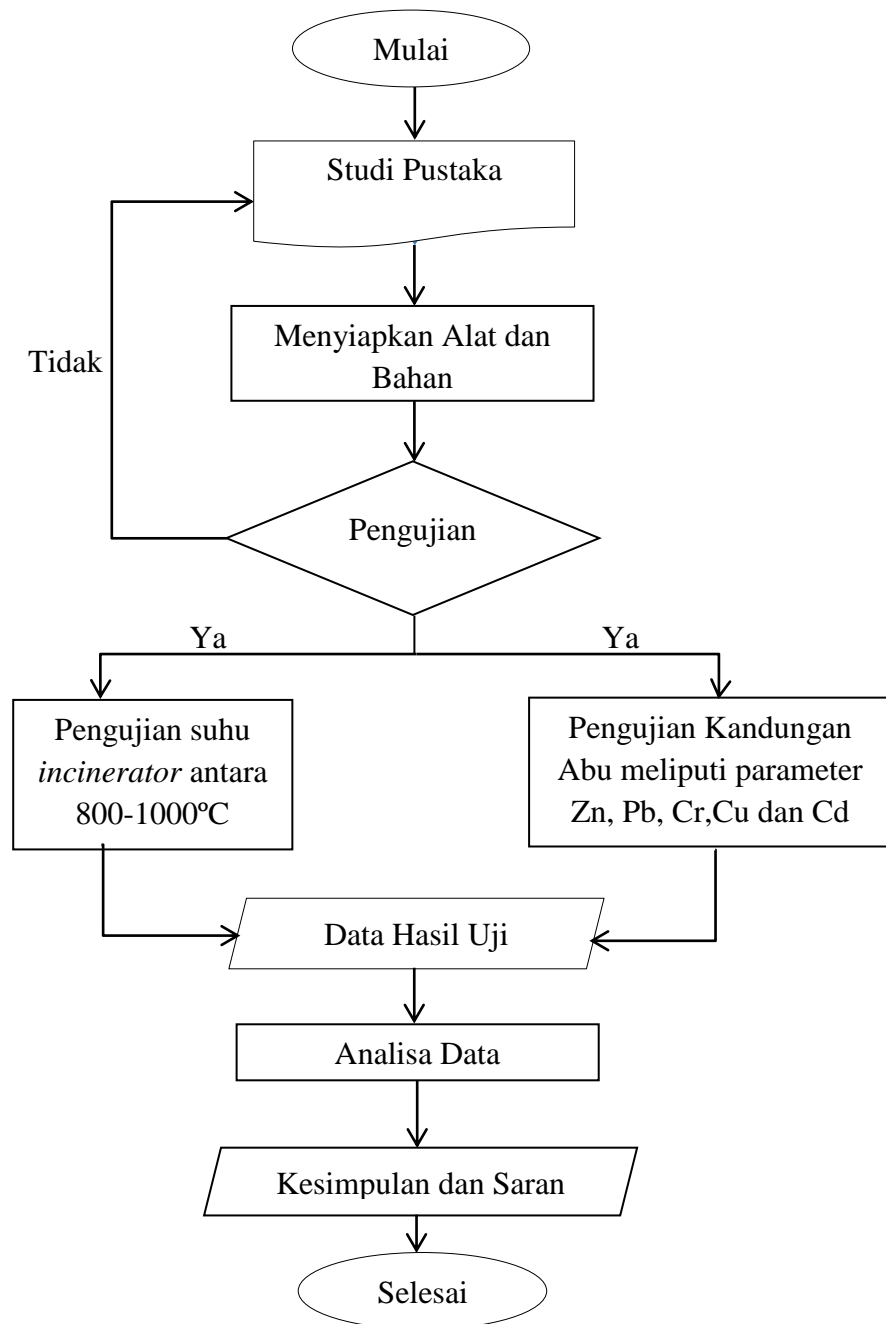 Mulai
Studi Pustaka
Menyiapkan Alat dan
Bahan
Tidak
Pengujian
Ya
Ya
Pengujian suhu
incinerator antara
800-1000ºC
Pengujian Kandungan
Abu meliputi parameter
Zn, Pb, Cr,Cu dan Cd
Data Hasil Uji
Analisa Data
Kesimpulan dan Saran
Selesai